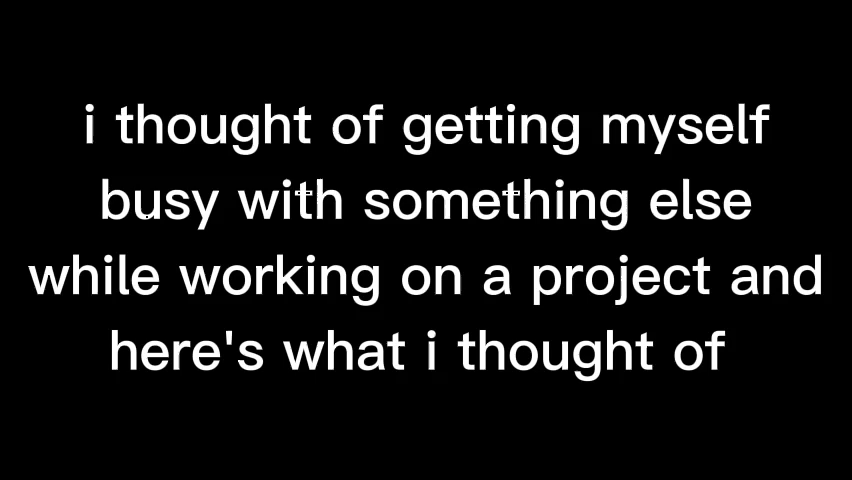 i thought of getting myself
busy with something else
while working on a project and
here's what i thought of